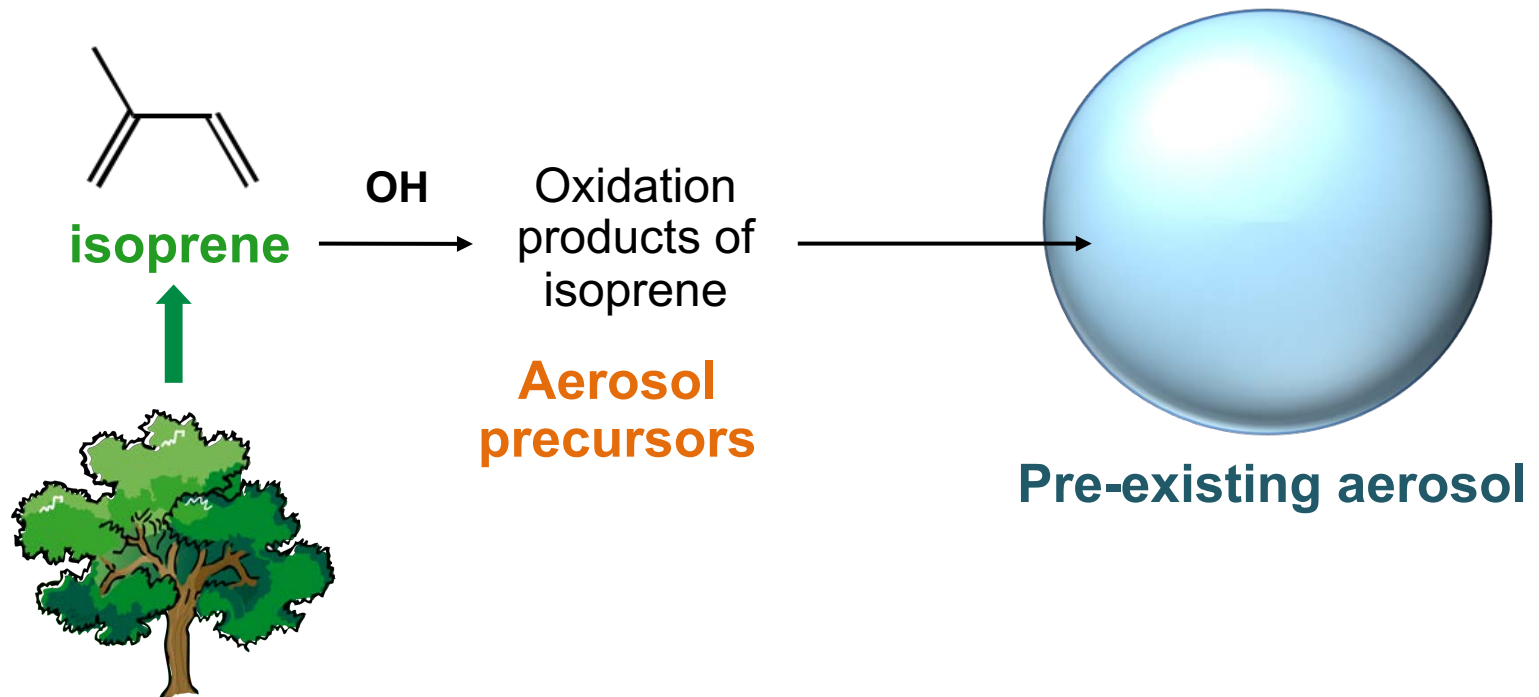 isoprene
OH
Oxidation
products of
isoprene
Aerosol
precursors
Pre-existing aerosol